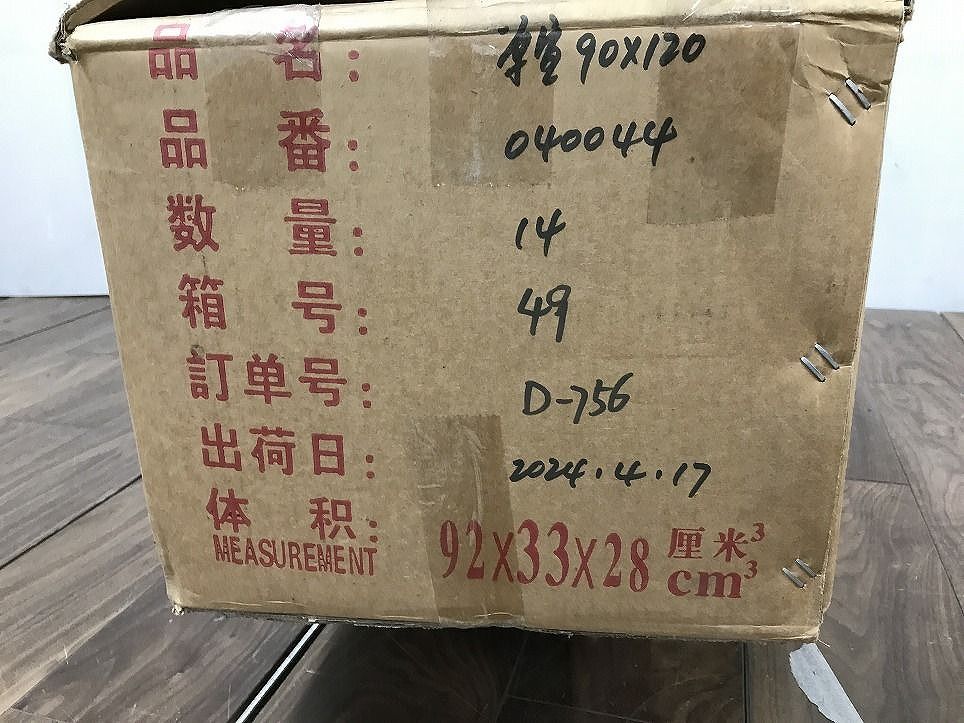 品名: 90X120
品番: 040044
数量: 14
箱号: 49
訂单号: D-756
出荷日: 2024.4.17
体积:
MEASUREMENT 92X33X28 厘米³
cm³